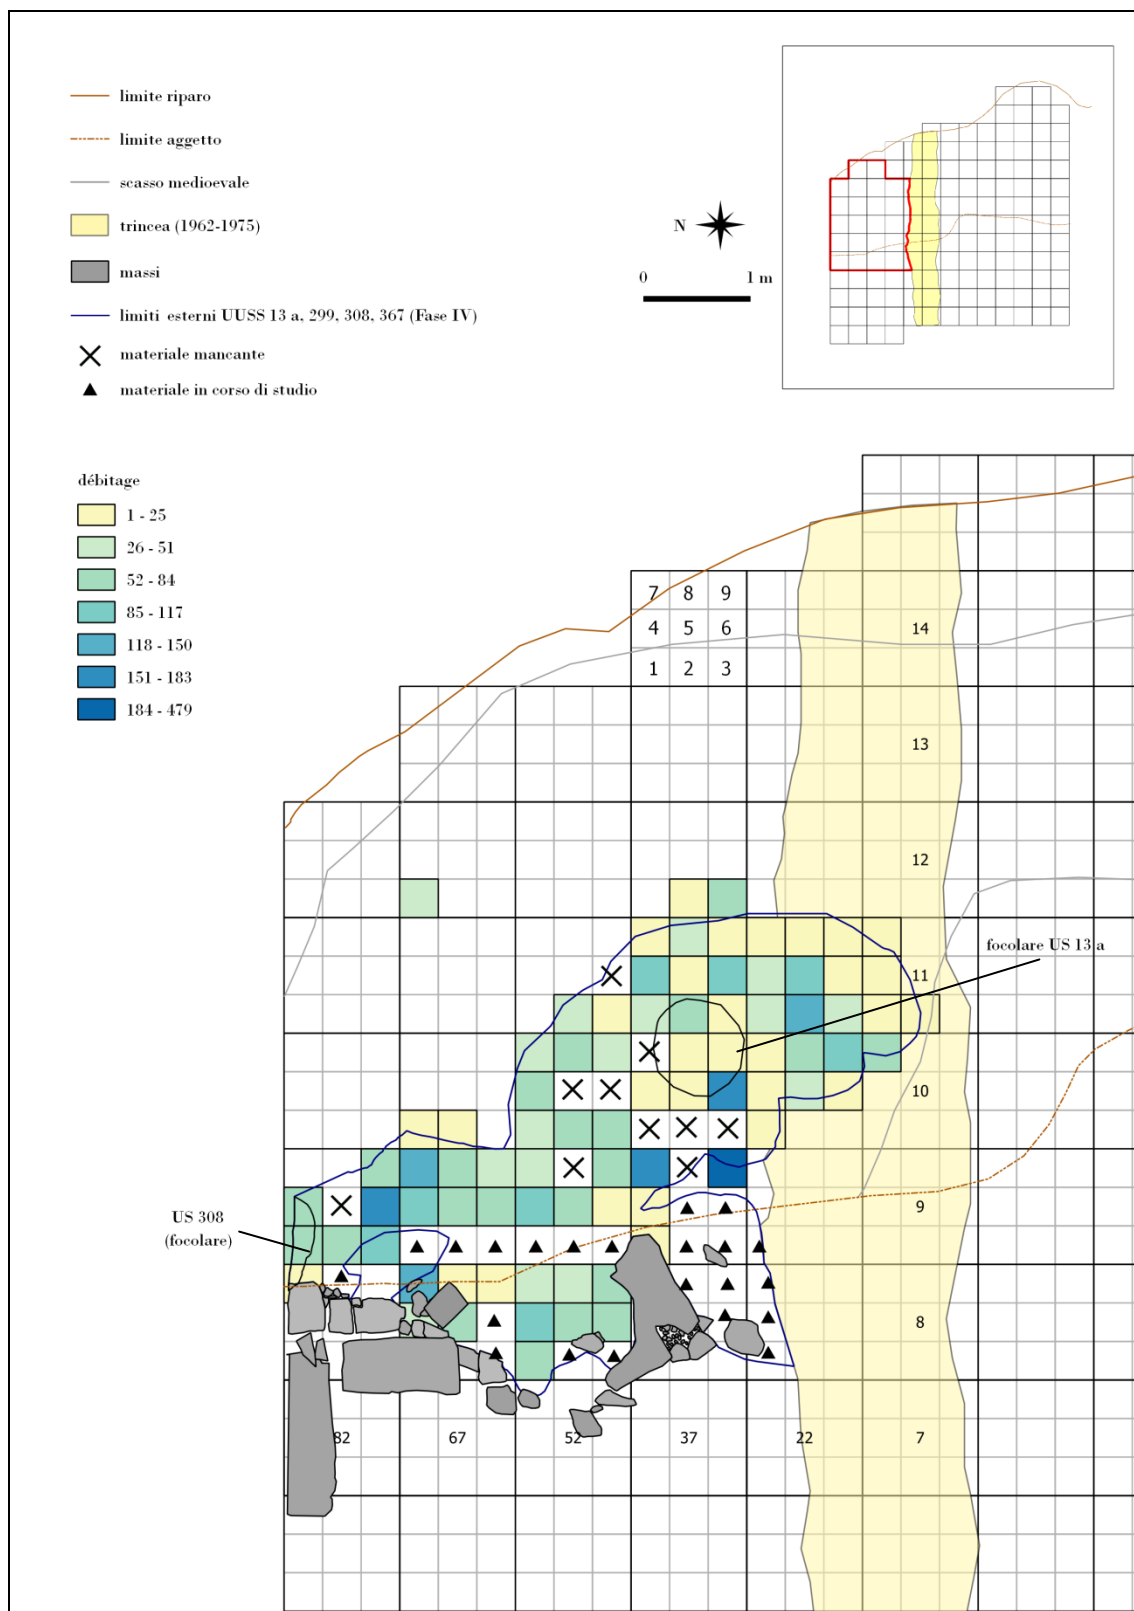 limite riparo
limite aggetto
scasso medioevale
trincea (1962-1975)
massi
limiti esterni UUSS 13 a, 299, 308, 367 (Fase IV)
materiale mancante
materiale in corso di studio
N
0 1 m
débitage
1 - 25
26 - 51
52 - 84
85 - 117
118 - 150
151 - 183
184 - 479
7 8 9
4 5 6
1 2 3
14
13
12
focolare US 13 a
11
10
9
US 308
(focolare)
8
82 67 52 37 22 7